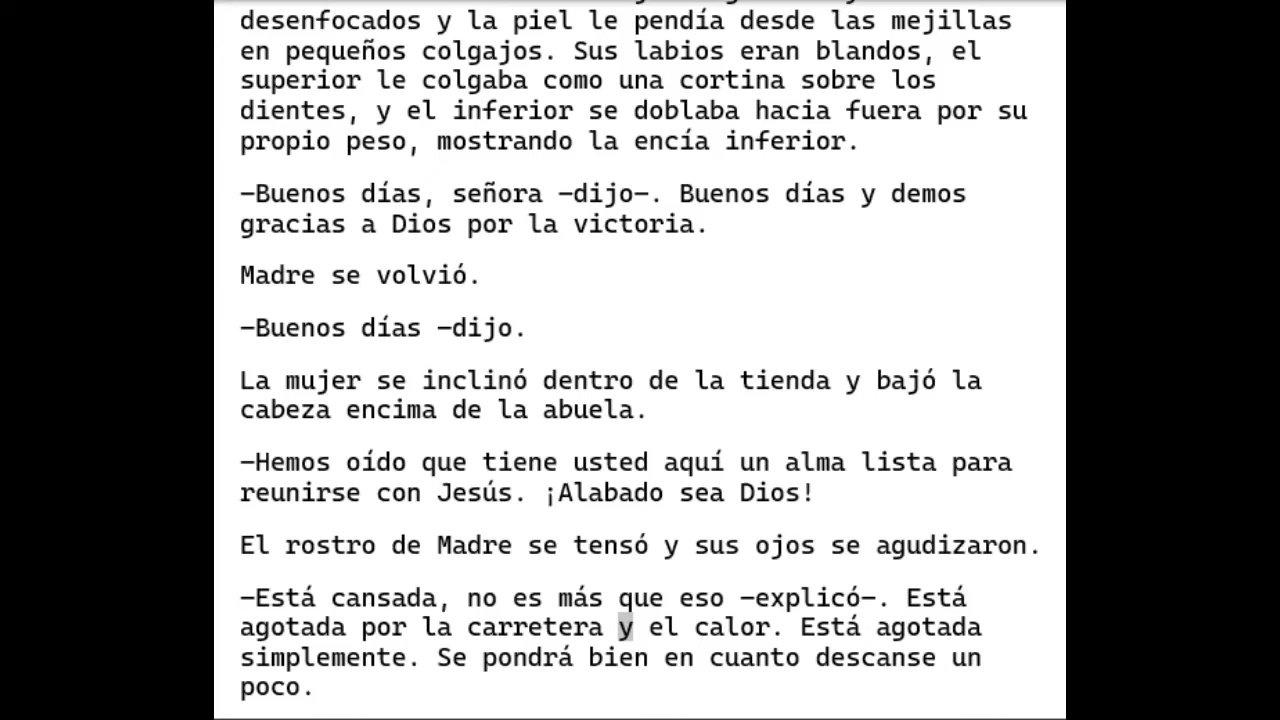 desenfocados y la piel le pendía desde las mejillas
en pequeños colgajos. Sus labios eran blandos, el
superior le colgaba como una cortina sobre los
dientes, y el inferior se doblaba hacia fuera por su
propio peso, mostrando la encía inferior.
—Buenos días, señora —dijo—. Buenos días y demos
gracias a Dios por la victoria.
Madre se volvió.
—Buenos días —dijo.
La mujer se inclinó dentro de la tienda y bajó la
cabeza encima de la abuela.
—Hemos oído que tiene usted aquí un alma lista para
reunirse con Jesús. ¡Alabado sea Dios!
El rostro de Madre se tensó y sus ojos se agudizaron.
—Está cansada, no es más que eso —explicó—. Está
agotada por la carretera y el calor. Está agotada
simplemente. Se pondrá bien en cuanto descanse un
poco.